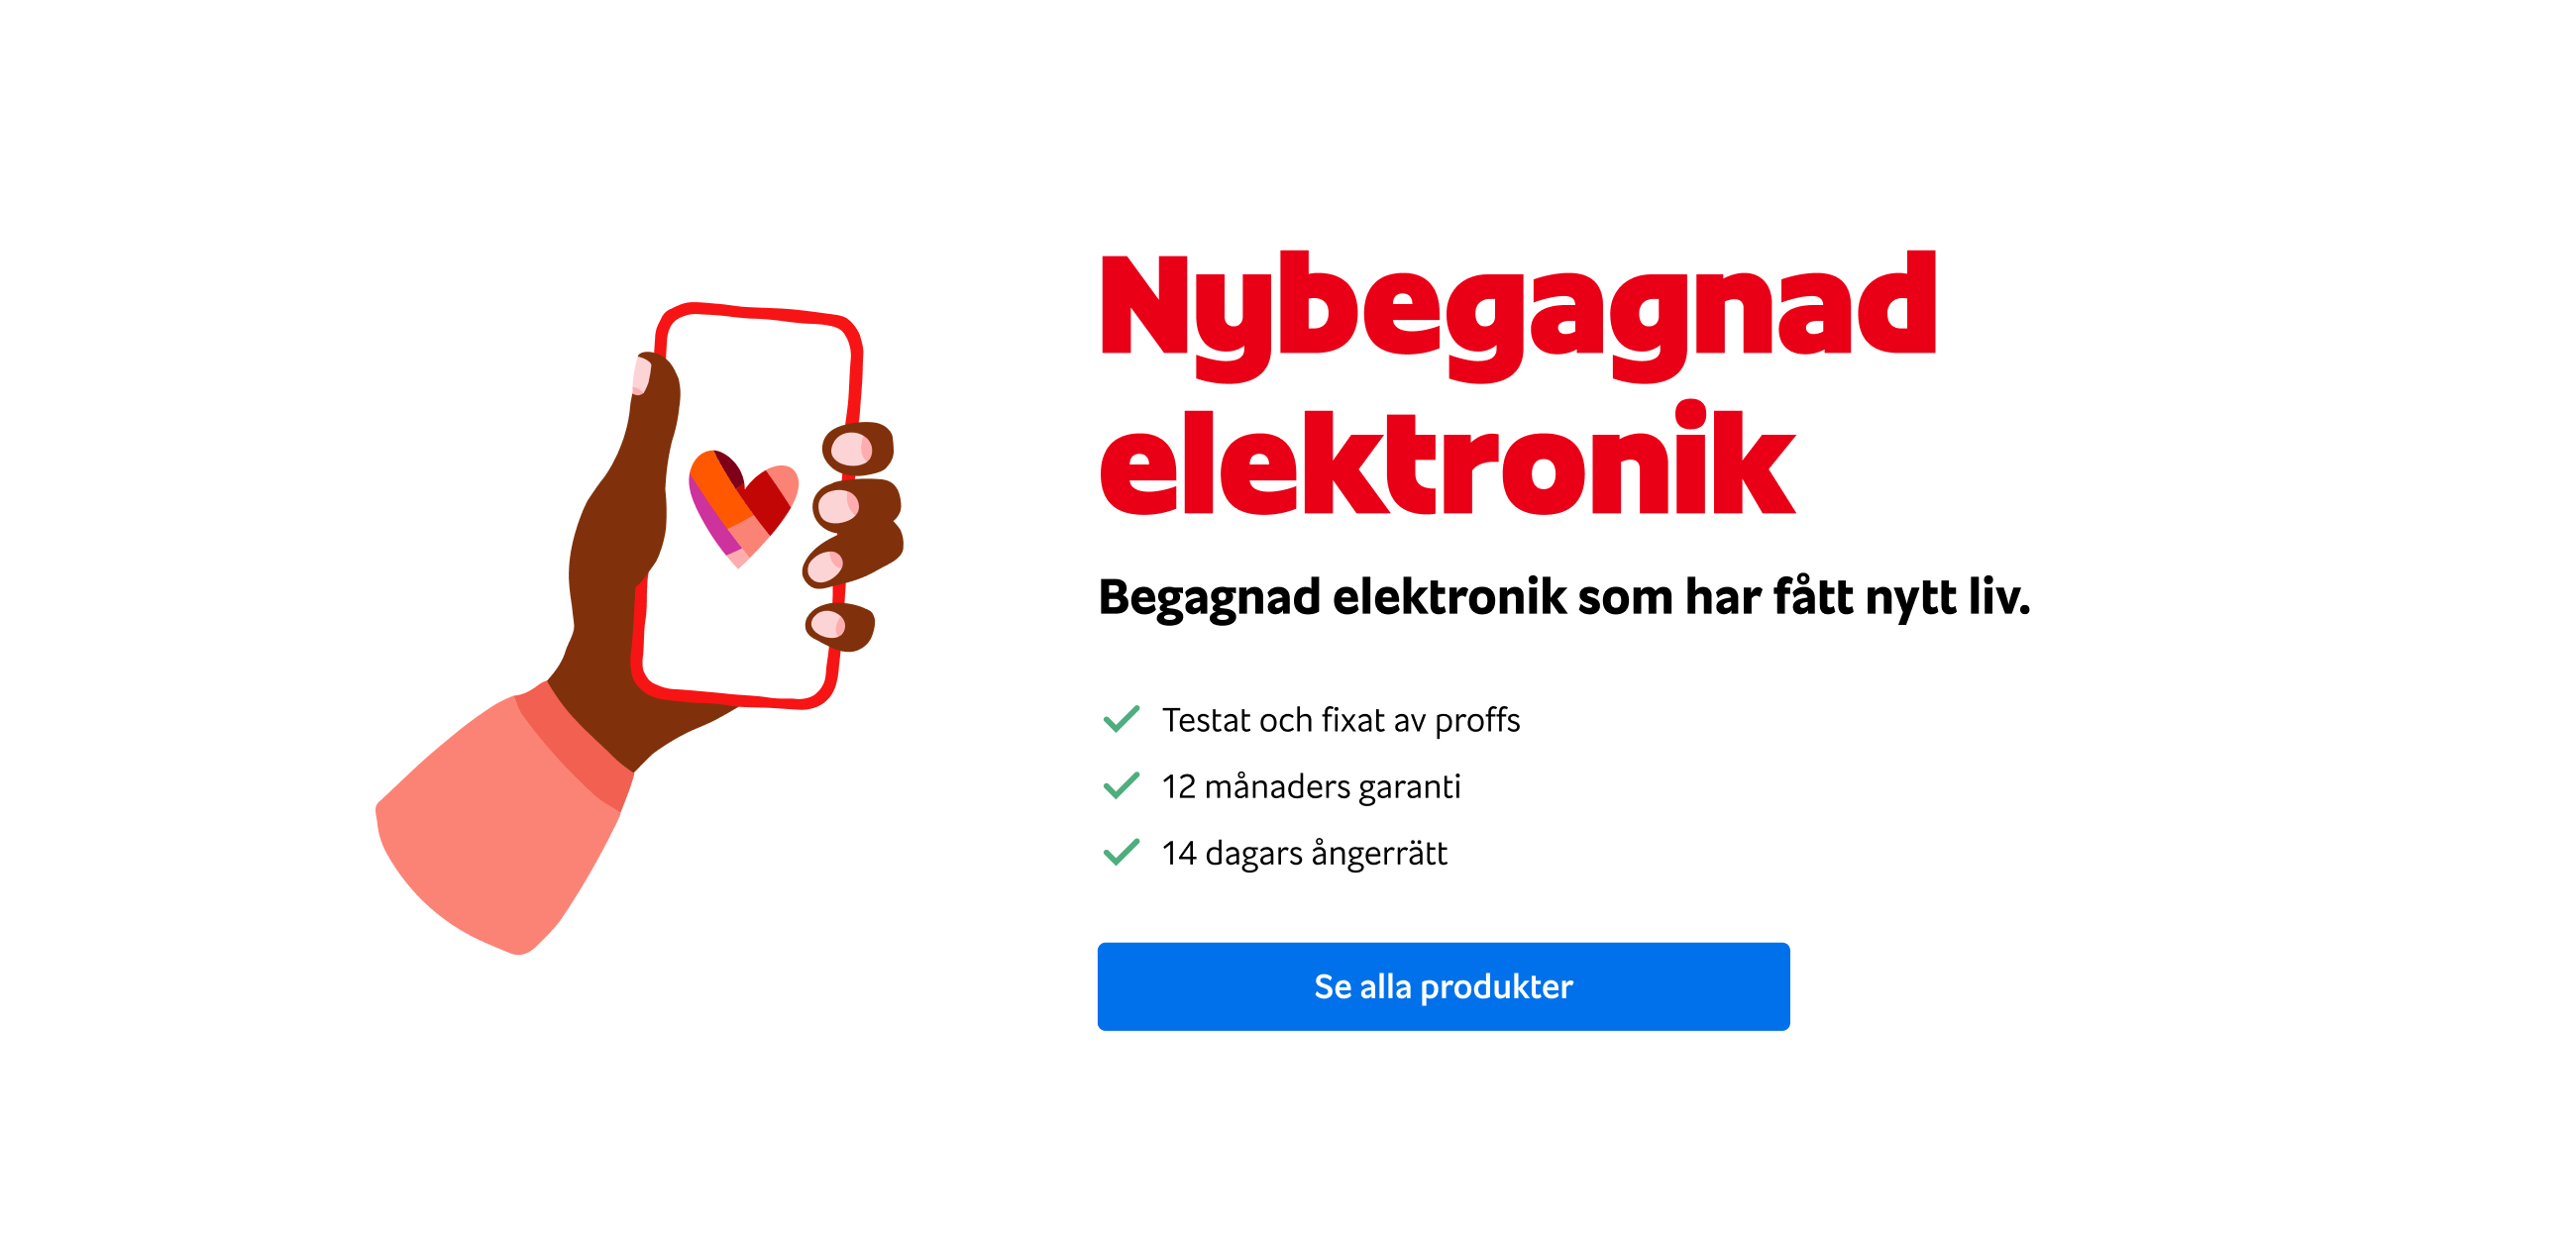 Nybegagnad
elektronik
Begagnad elektronik som har fått nytt liv.
Testat och fixat av proffs
12 månaders garanti
14 dagars ångerrätt
Se alla produkter